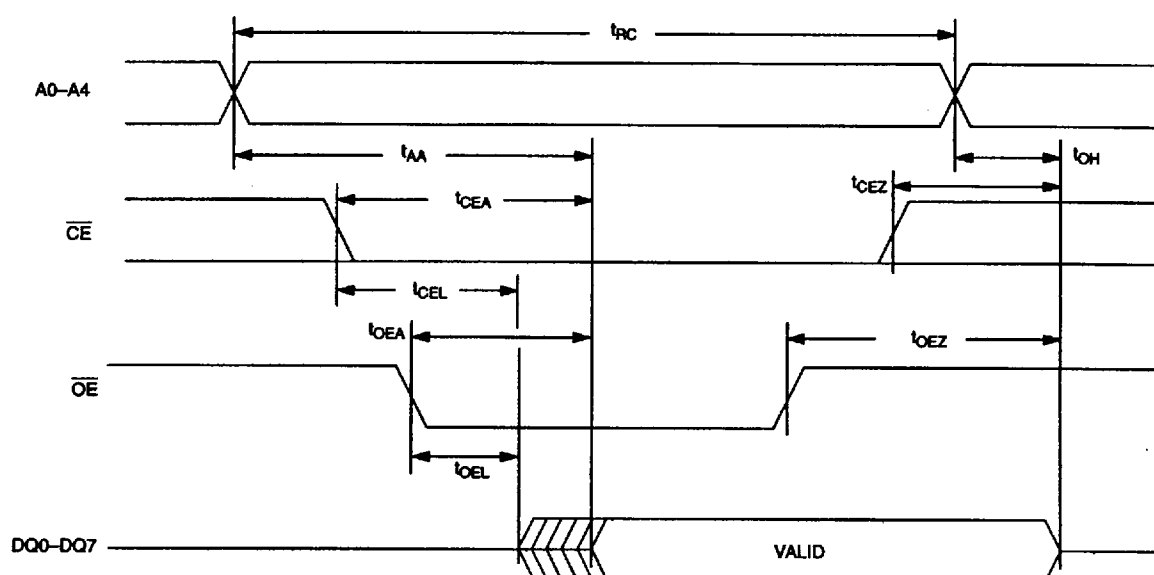 tRC
A0–A4
tAA
tOH
tCEZ
tCEA
CE
tCEL
tOEA
tOEZ
OE
tOEL
DQ0–DQ7
VALID